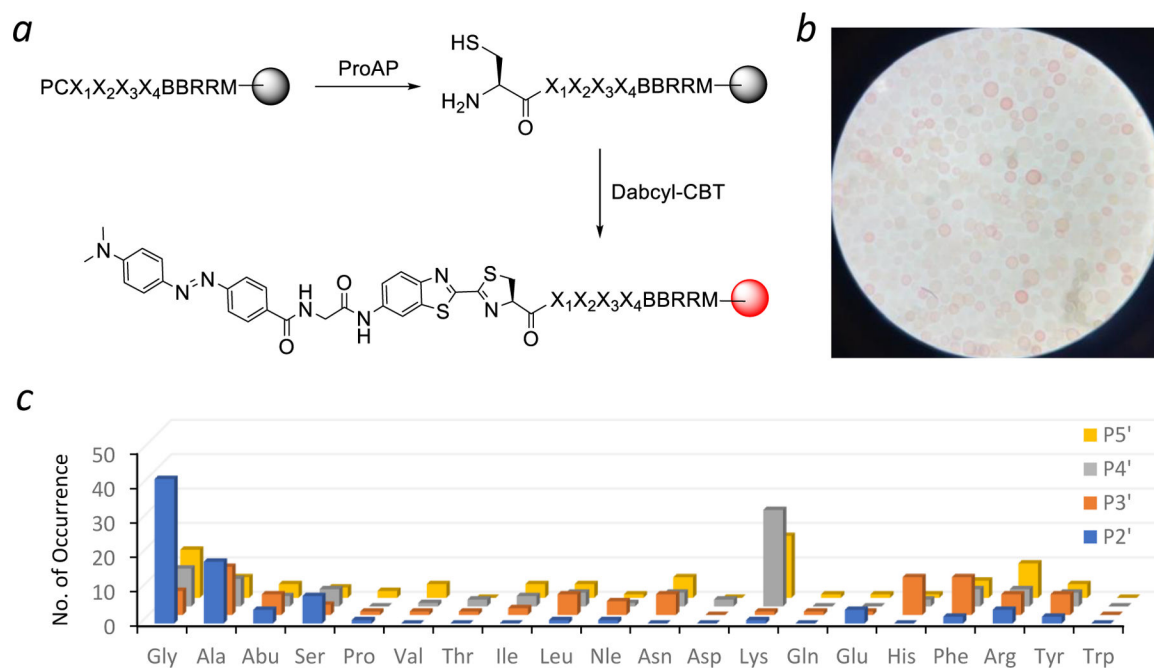 a
PCX₁X₂X₃X₄BBRRM
ProAP
HS
H₂N
O
X₁X₂X₃X₄BBRRM
Dabcyl-CBT
N
N
N
O
H
N
O
N
H
N
S
S
N
O
X₁X₂X₃X₄BBRRM
b
c
No. of Occurrence
50
40
30
20
10
0
P5'
P4'
P3'
P2'
Gly Ala Abu Ser Pro Val Thr Ile Leu Nle Asn Asp Lys Gln Glu His Phe Arg Tyr Trp